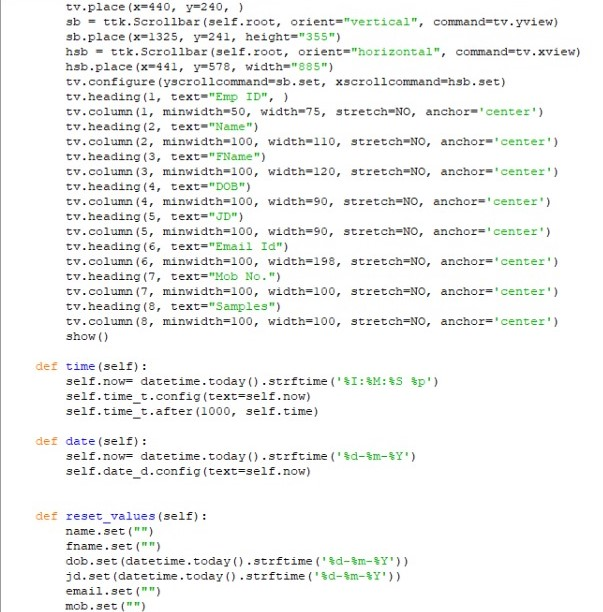 tv.place(x=440, y=240, )
sb = ttk.Scrollbar(self.root, orient="vertical", command=tv.yview)
sb.place(x=1325, y=241, height="355")
hsb = ttk.Scrollbar(self.root, orient="horizontal", command=tv.xview)
hsb.place(x=441, y=578, width="885")
tv.configure(yscrollcommand=sb.set, xscrollcommand=hsb.set)
tv.heading(1, text="Emp ID", )
tv.column(1, minwidth=50, width=75, stretch=NO, anchor='center')
tv.heading(2, text="Name")
tv.column(2, minwidth=100, width=110, stretch=NO, anchor='center')
tv.heading(3, text="FName")
tv.column(3, minwidth=100, width=120, stretch=NO, anchor='center')
tv.heading(4, text="DOB")
tv.column(4, minwidth=100, width=90, stretch=NO, anchor='center')
tv.heading(5, text="JD")
tv.column(5, minwidth=100, width=90, stretch=NO, anchor='center')
tv.heading(6, text="Email Id")
tv.column(6, minwidth=100, width=198, stretch=NO, anchor='center')
tv.heading(7, text="Mob No.")
tv.column(7, minwidth=100, width=100, stretch=NO, anchor='center')
tv.heading(8, text="Samples")
tv.column(8, minwidth=100, width=100, stretch=NO, anchor='center')
show()
def time(self):
self.now= datetime.today().strftime('%I:%M:%S %p')
self.time_t.config(text=self.now)
self.time_t.after(1000, self.time)
def date(self):
self.now= datetime.today().strftime('%d-%m-%Y')
self.date_d.config(text=self.now)
def reset_values(self):
name.set("")
fname.set("")
dob.set(datetime.today().strftime('%d-%m-%Y'))
jd.set(datetime.today().strftime('%d-%m-%Y'))
email.set("")
mob.set("")